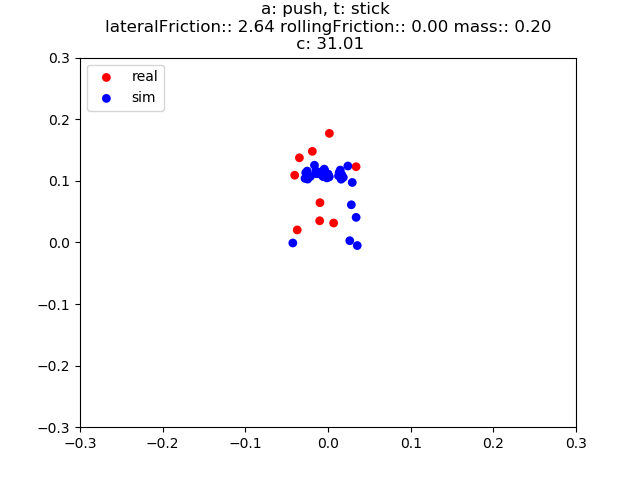 a: push, t: stick
lateralFriction:: 2.64 rollingFriction:: 0.00 mass:: 0.20
c: 31.01
real
sim
0.3
0.2
0.1
0.0
−0.1
−0.2
−0.3
−0.3 −0.2 −0.1 0.0 0.1 0.2 0.3